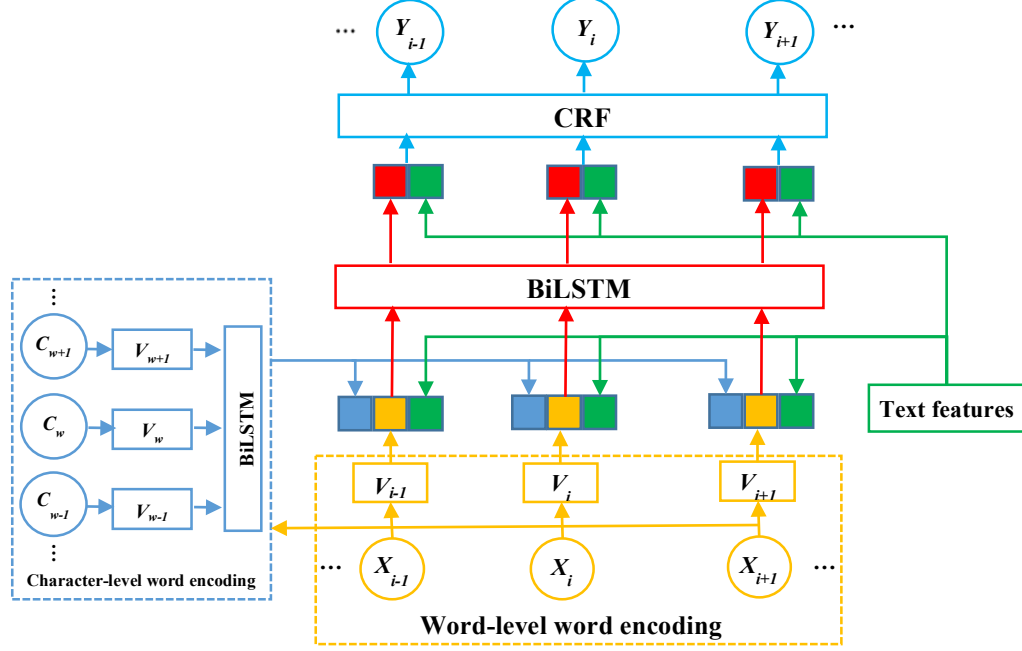 ... Y_{i-1} Y_i Y_{i+1} ...
CRF
BiLSTM
...
C_{w+1} V_{w+1}
C_w V_w
C_{w-1} V_{w-1}
...
BiLSTM
Character-level word encoding
Text features
V_{i-1} V_i V_{i+1}
... X_{i-1} X_i X_{i+1} ...
Word-level word encoding